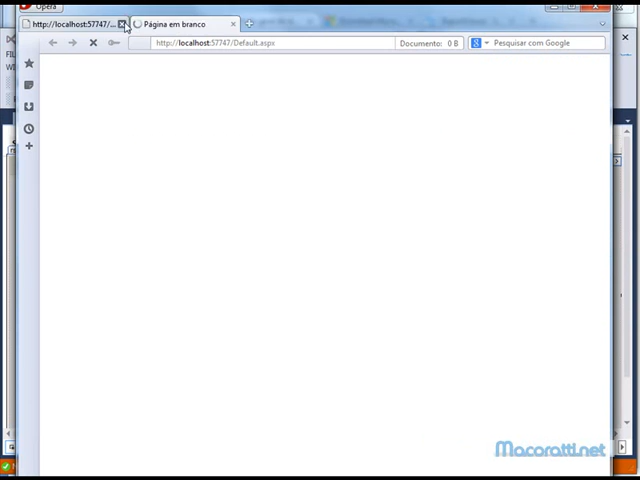 Opera
http://localhost:57747/...
Página em branco
http://localhost:57747/Default.aspx
Documento: 0 B
Pesquisar com Google
FIL
Macoratti.net